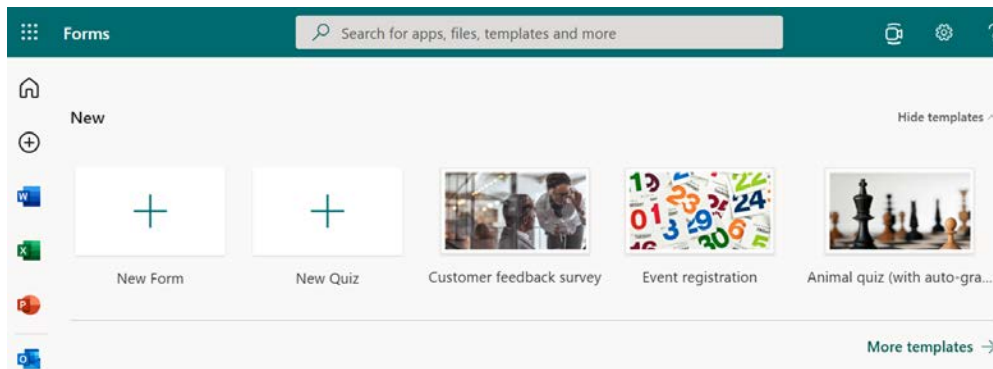 Forms
Search for apps, files, templates and more
New
Hide templates
New Form
New Quiz
Customer feedback survey
Event registration
Animal quiz (with auto-gra...
More templates
W
X
P
O